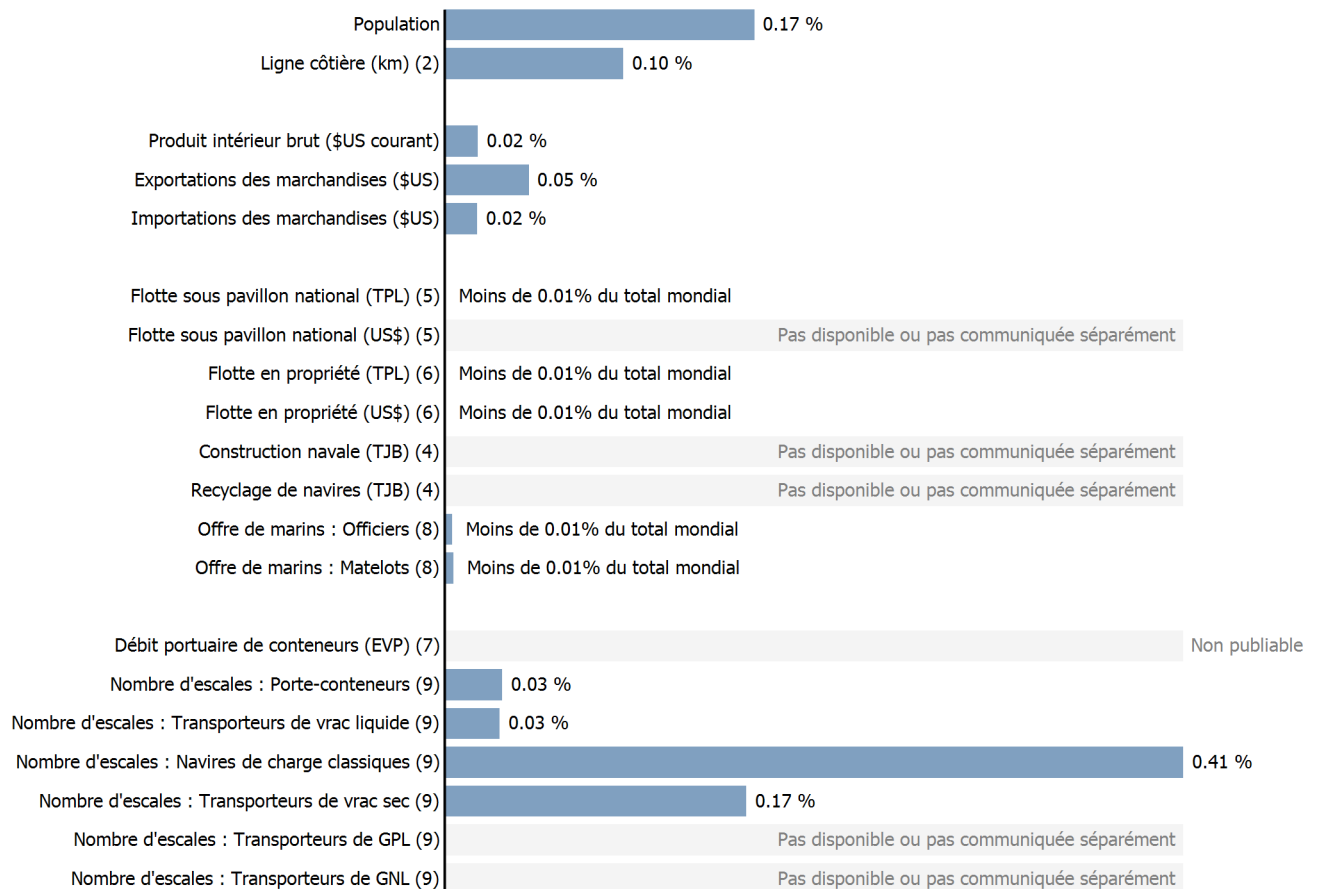 Population 0.17 %
Ligne côtière (km) (2) 0.10 %
Produit intérieur brut ($US courant) 0.02 %
Exportations des marchandises ($US) 0.05 %
Importations des marchandises ($US) 0.02 %
Flotte sous pavillon national (TPL) (5) Moins de 0.01% du total mondial
Flotte sous pavillon national (US$) (5) Pas disponible ou pas communiquée séparément
Flotte en propriété (TPL) (6) Moins de 0.01% du total mondial
Flotte en propriété (US$) (6) Moins de 0.01% du total mondial
Construction navale (TJB) (4) Pas disponible ou pas communiquée séparément
Recyclage de navires (TJB) (4) Pas disponible ou pas communiquée séparément
Offre de marins : Officiers (8) Moins de 0.01% du total mondial
Offre de marins : Matelots (8) Moins de 0.01% du total mondial
Débit portuaire de conteneurs (EVP) (7) Non publiable
Nombre d'escales : Porte-conteneurs (9) 0.03 %
Nombre d'escales : Transporteurs de vrac liquide (9) 0.03 %
Nombre d'escales : Navires de charge classiques (9) 0.41 %
Nombre d'escales : Transporteurs de vrac sec (9) 0.17 %
Nombre d'escales : Transporteurs de GPL (9) Pas disponible ou pas communiquée séparément
Nombre d'escales : Transporteurs de GNL (9) Pas disponible ou pas communiquée séparément